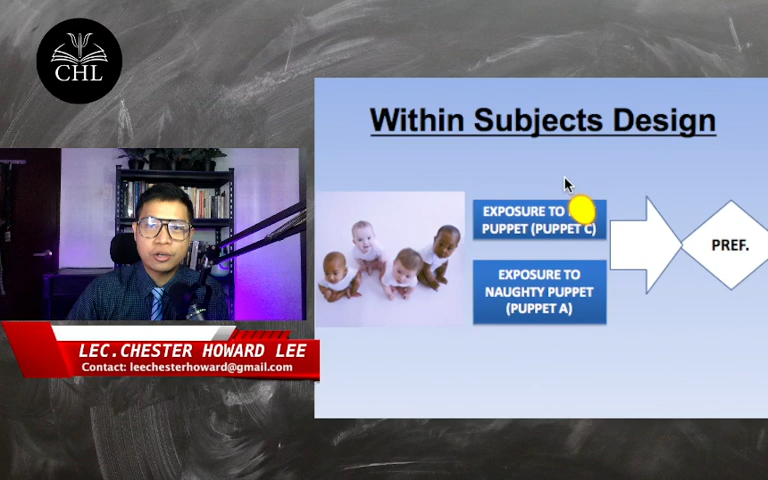 CHL
Within Subjects Design
EXPOSURE TO
PUPPET (PUPPET C)
EXPOSURE TO
NAUGHTY PUPPET
(PUPPET A)
PREF.
LEC.CHESTER HOWARD LEE
Contact: leechesterhoward@gmail.com